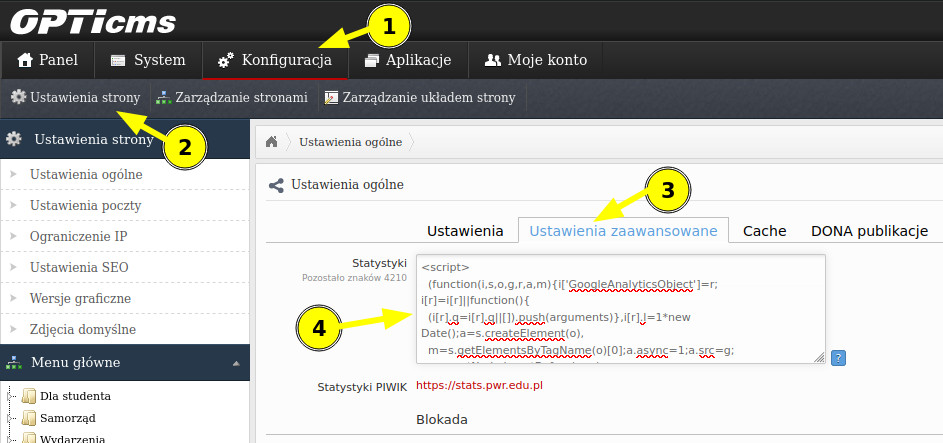 OPTIcms
1
Panel System Konfiguracja Aplikacje Moje konto
Ustawienia strony Zarządzanie stronami Zarządzanie układem strony
2
Ustawienia strony
Ustawienia ogólne
Ustawienia poczty
Ograniczenie IP
Ustawienia SEO
Wersje graficzne
Zdjęcia domyślne
Menu główne
Dla studenta
Samorząd
Wydarzenia
Ustawienia ogólne
Ustawienia ogólne
3
Ustawienia Ustawienia zaawansowane Cache DONA publikacje
Statystyki
Pozostało znaków 4210
<script>
(function(i,s,o,g,r,a,m){i['GoogleAnalyticsObject']=r;
i[r]=i[r]||function(){
(i[r].q=i[r].q||[]).push(arguments)},i[r].l=1*new
Date();a=s.createElement(o),
m=s.getElementsByTagName(o)[0];a.async=1;a.src=g;
4
?
Statystyki PIWIK https://stats.pwr.edu.pl
Blokada